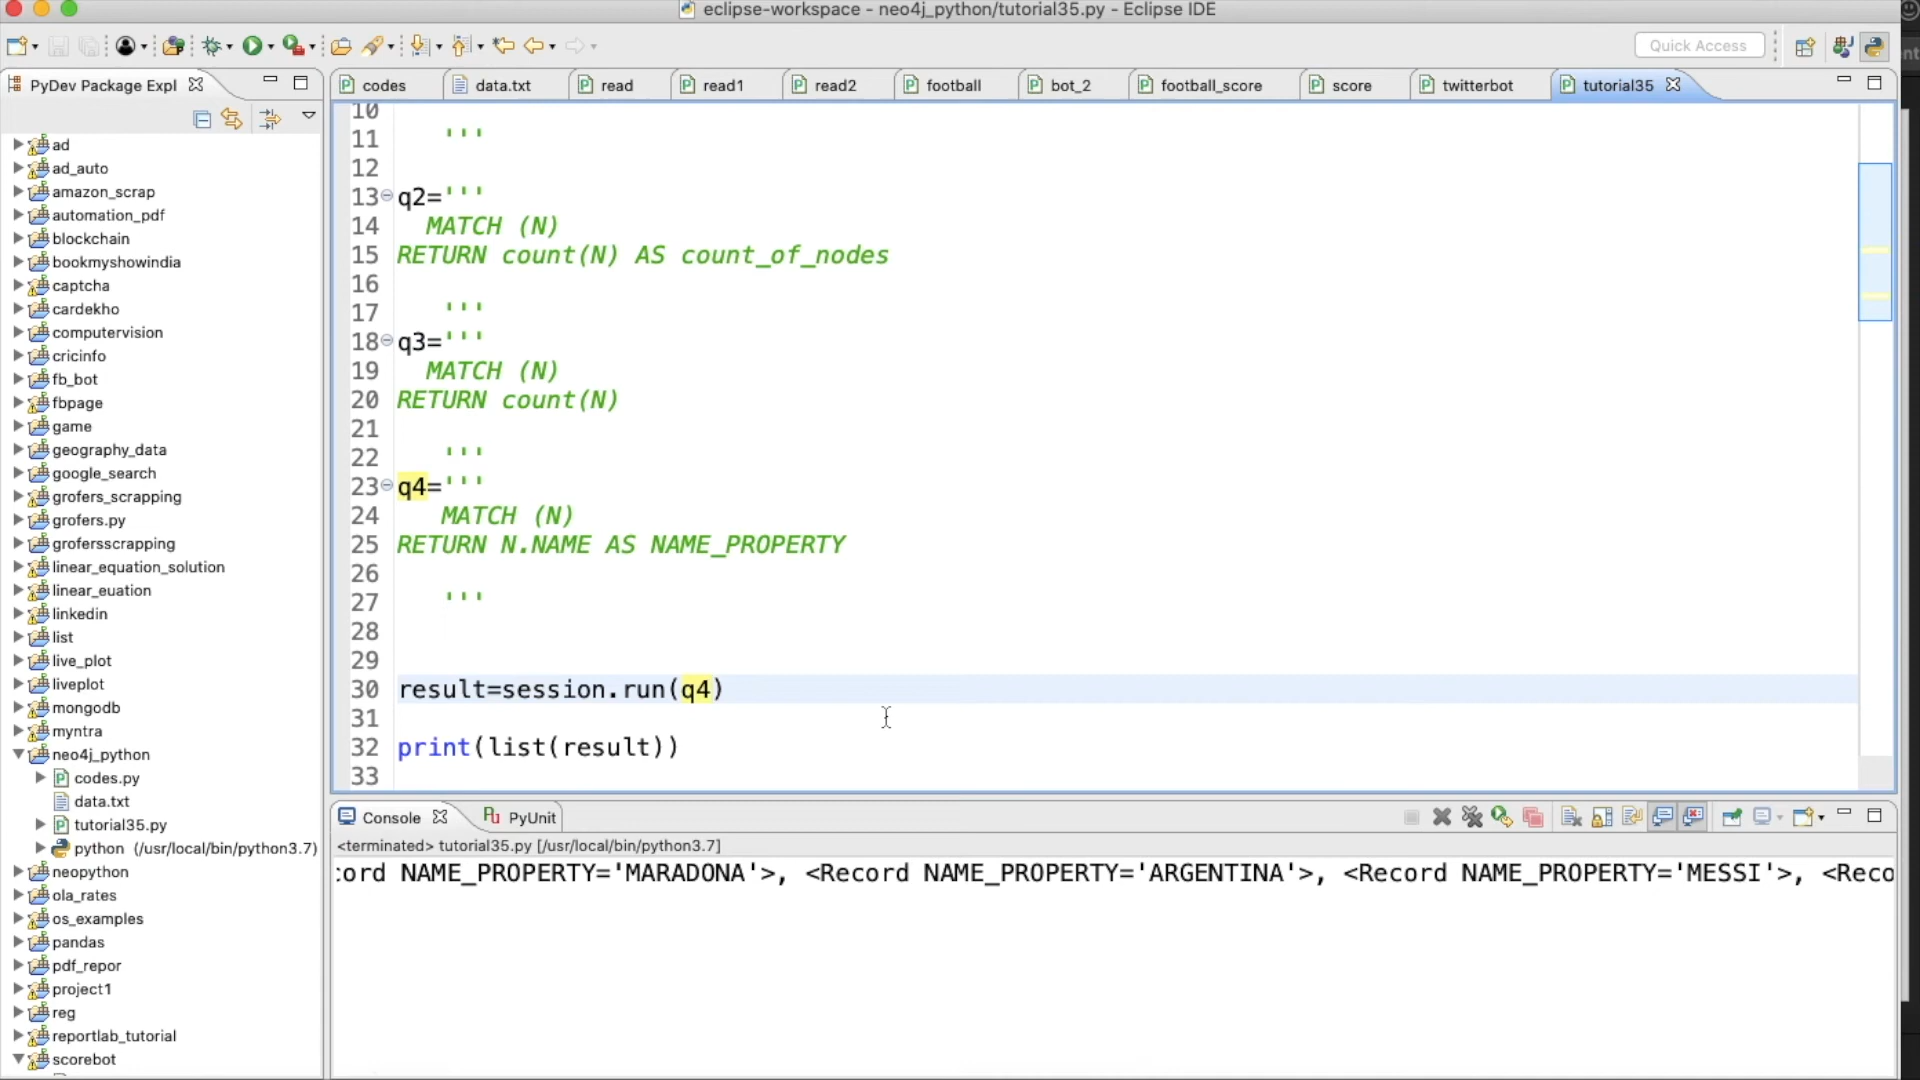 eclipse-workspace - neo4j_python/tutorial35.py - Eclipse IDE
Quick Access
PyDev Package Expl
codes
data.txt
read
read1
read2
football
bot_2
football_score
score
twitterbot
tutorial35
ad
ad_auto
amazon_scrap
automation_pdf
blockchain
bookmyshowindia
captcha
cardekho
computervision
cricinfo
fb_bot
fbpage
game
geography_data
google_search
grofers_scrapping
grofers.py
grofersscrapping
linear_equation_solution
linear_euation
linkedin
list
live_plot
liveplot
mongodb
myntra
neo4j_python
codes.py
data.txt
tutorial35.py
python (/usr/local/bin/python3.7)
neopython
ola_rates
os_examples
pandas
pdf_repor
project1
reg
reportlab_tutorial
scorebot
10
11 '''
12
13 q2='''
14 MATCH (N)
15 RETURN count(N) AS count_of_nodes
16
17 '''
18 q3='''
19 MATCH (N)
20 RETURN count(N)
21
22 '''
23 q4='''
24 MATCH (N)
25 RETURN N.NAME AS NAME_PROPERTY
26
27 '''
28
29
30 result=session.run(q4)
31
32 print(list(result))
33
Console
PyUnit
<terminated> tutorial35.py [/usr/local/bin/python3.7]
cord NAME_PROPERTY='MARADONA'>, <Record NAME_PROPERTY='ARGENTINA'>, <Record NAME_PROPERTY='MESSI'>, <Reco